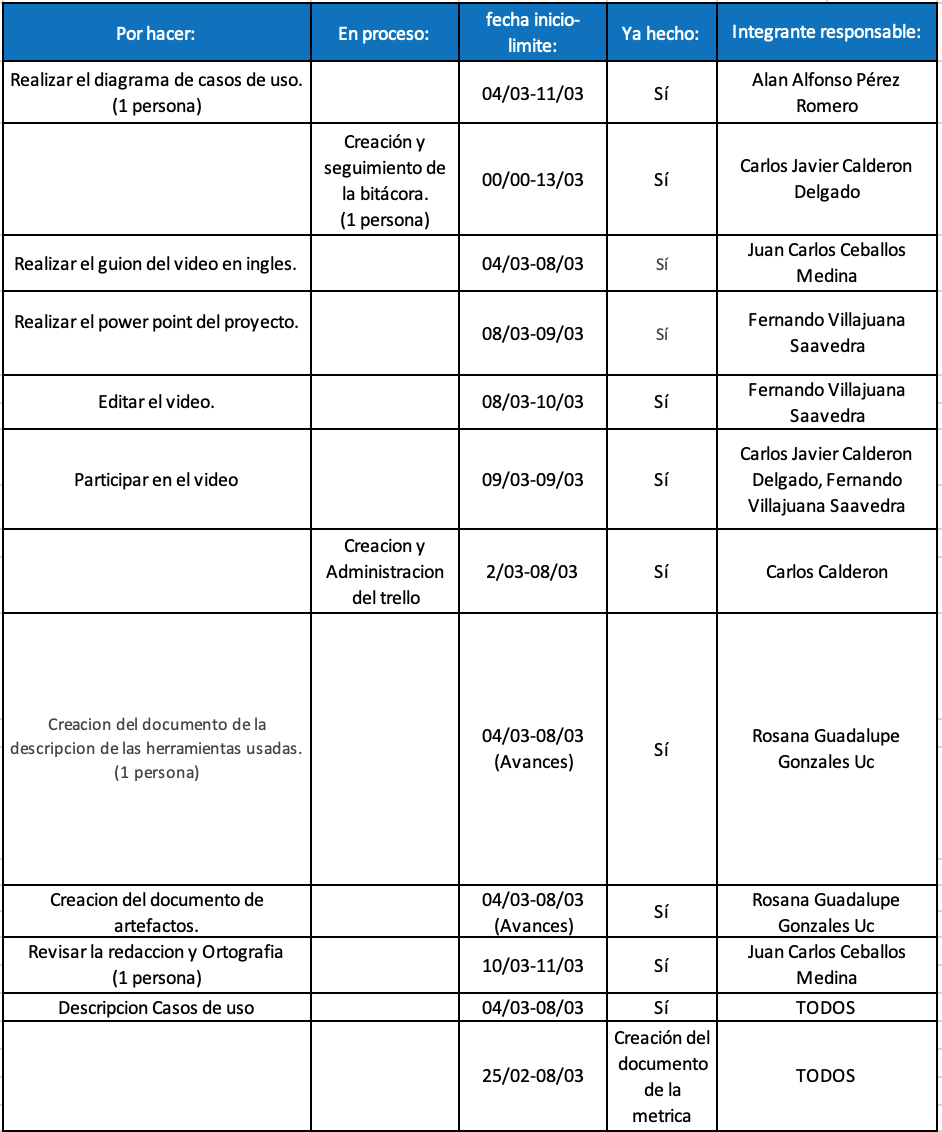 Por hacer:
En proceso:
fecha inicio-
limite:
Ya hecho:
Integrante responsable:
Realizar el diagrama de casos de uso.
(1 persona)
04/03-11/03
Sí
Alan Alfonso Pérez
Romero
Creación y
seguimiento de
la bitácora.
(1 persona)
00/00-13/03
Sí
Carlos Javier Calderon
Delgado
Realizar el guion del video en ingles.
04/03-08/03
Sí
Juan Carlos Ceballos
Medina
Realizar el power point del proyecto.
08/03-09/03
Sí
Fernando Villajuana
Saavedra
Editar el video.
08/03-10/03
Sí
Fernando Villajuana
Saavedra
Participar en el video
09/03-09/03
Sí
Carlos Javier Calderon
Delgado, Fernando
Villajuana Saavedra
Creacion y
Administracion
del trello
2/03-08/03
Sí
Carlos Calderon
Creacion del documento de la
descripcion de las herramientas usadas.
(1 persona)
04/03-08/03
(Avances)
Sí
Rosana Guadalupe
Gonzales Uc
Creacion del documento de
artefactos.
04/03-08/03
(Avances)
Sí
Rosana Guadalupe
Gonzales Uc
Revisar la redaccion y Ortografia
(1 persona)
10/03-11/03
Sí
Juan Carlos Ceballos
Medina
Descripcion Casos de uso
04/03-08/03
Sí
TODOS
25/02-08/03
Creación del
documento
de la
metrica
TODOS